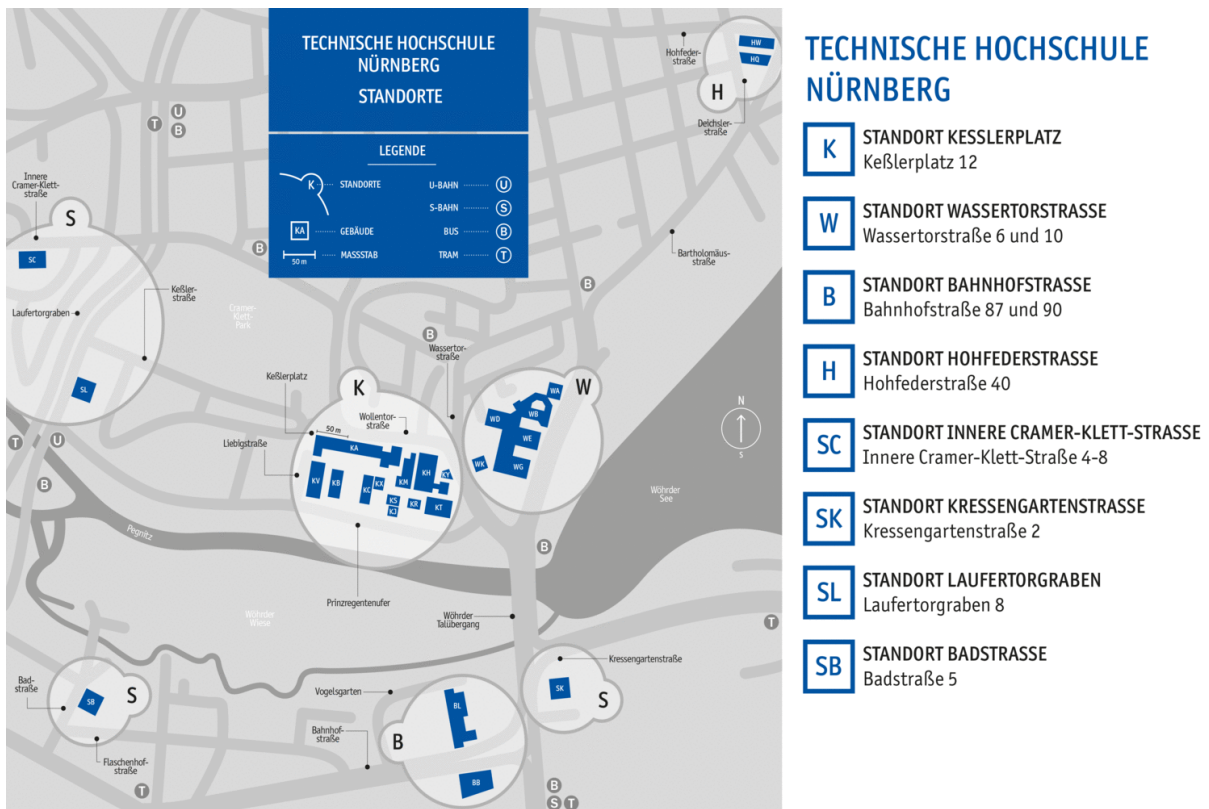 TECHNISCHE HOCHSCHULE
NÜRNBERG
STANDORTE
LEGENDE
K STANDORTE
KA GEBÄUDE
50 m MASSSTAB
U-BAHN U
S-BAHN S
BUS B
TRAM T
Hohfeder-
straße
HW
HQ
H
Deichsler-
straße
T
U
B
Innere
Cramer-Klett-
straße
S
SC
B
Keßler-
straße
Laufertorgraben
Cramer-
Klett-
Park
SL
Bartholomäus-
straße
B
B
Wassertor-
straße
Keßlerplatz
K
Wollentor-
straße
50 m
Liebigstraße
KA
KV
KB
KC
KX
KM
KH
KY
KS
KJ
KR
KT
W
WA
WB
WD
WE
WK
WG
N
S
T
U
B
Pegnitz
Wöhrder
See
B
Prinzregentenufer
Wöhrder
Wiese
Wöhrder
Talübergang
T
Kressengartenstraße
Bad-
straße
SB
S
Vogelsgarten
SK
S
BL
B
Bahnhof-
straße
Flaschenhof-
straße
BB
T
B
S T
TECHNISCHE HOCHSCHULE
NÜRNBERG
K STANDORT KESSLERPLATZ
Keßlerplatz 12
W STANDORT WASSERTORSTRASSE
Wassertorstraße 6 und 10
B STANDORT BAHNHOFSTRASSE
Bahnhofstraße 87 und 90
H STANDORT HOHFEDERSTRASSE
Hohfederstraße 40
SC STANDORT INNERE CRAMER-KLETT-STRASSE
Innere Cramer-Klett-Straße 4-8
SK STANDORT KRESSENGARTENSTRASSE
Kressengartenstraße 2
SL STANDORT LAUFERTORGRABEN
Laufertorgraben 8
SB STANDORT BADSTRASSE
Badstraße 5